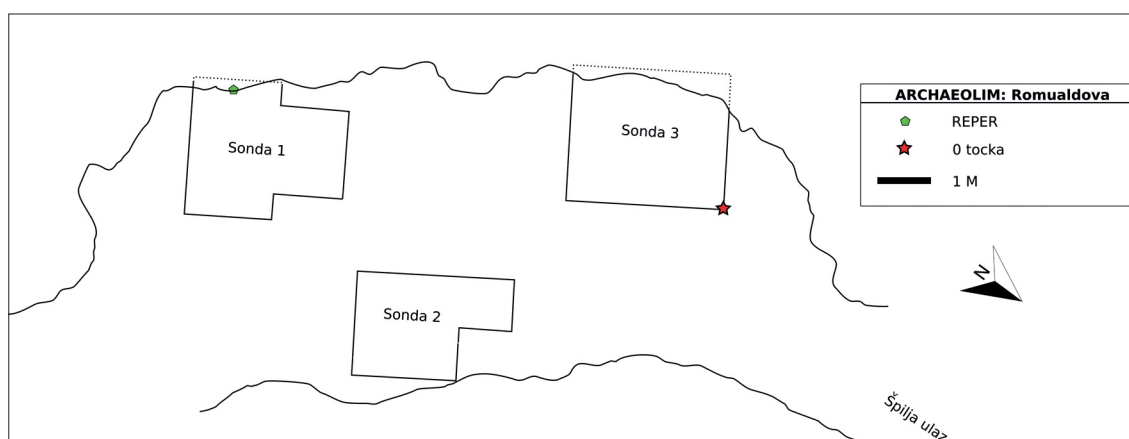 Sonda 1
Sonda 3
Sonda 2
ARCHAEOLIM: Romualdova
REPER
0 tocka
1 M
N
Špilja ulaz